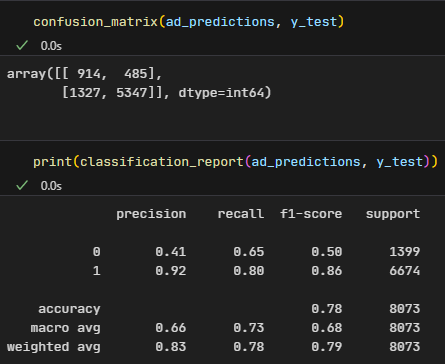 confusion_matrix(ad_predictions, y_test)
0.0s
array([[ 914,  485],
       [1327, 5347]], dtype=int64)
print(classification_report(ad_predictions, y_test))
0.0s
              precision    recall  f1-score   support
           0       0.41      0.65      0.50      1399
           1       0.92      0.80      0.86      6674
    accuracy                           0.78      8073
   macro avg       0.66      0.73      0.68      8073
weighted avg       0.83      0.78      0.79      8073